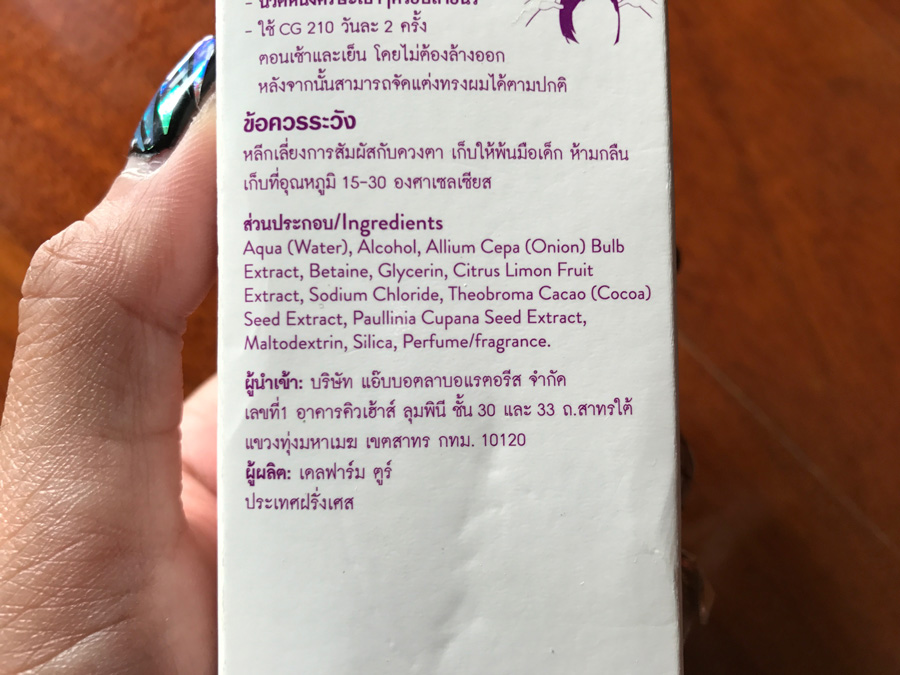 - ใช้ CG 210 วันละ 2 ครั้ง
ตอนเช้าและเย็น โดยไม่ต้องล้างออก
หลังจากนั้นสามารถจัดแต่งทรงผมได้ตามปกติ
ข้อควรระวัง
หลีกเลี่ยงการสัมผัสกับดวงตา เก็บให้พ้นมือเด็ก ห้ามกลืน
เก็บที่อุณหภูมิ 15-30 องศาเซลเซียส
ส่วนประกอบ/Ingredients
Aqua (Water), Alcohol, Allium Cepa (Onion) Bulb
Extract, Betaine, Glycerin, Citrus Limon Fruit
Extract, Sodium Chloride, Theobroma Cacao (Cocoa)
Seed Extract, Paullinia Cupana Seed Extract,
Maltodextrin, Silica, Perfume/fragrance.
ผู้นำเข้า: บริษัท แอ๊บบอตลาบอแรตอรีส จำกัด
เลขที่1 อาคารคิวเฮ้าส์ ลุมพินี ชั้น 30 และ 33 ถ.สาทรใต้
แขวงทุ่งมหาเมฆ เขตสาทร กทม. 10120
ผู้ผลิต: เดลฟาร์ม ตูร์
ประเทศฝรั่งเศส